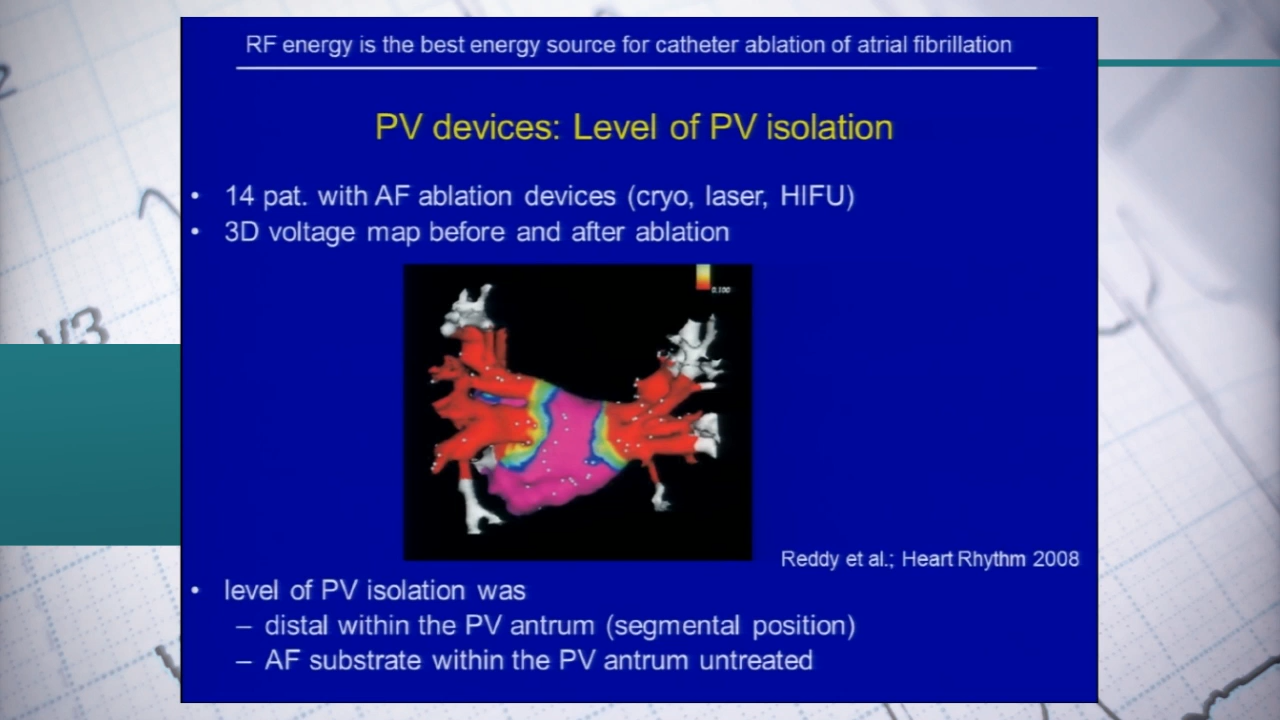 RF energy is the best energy source for catheter ablation of atrial fibrillation
PV devices: Level of PV isolation
• 14 pat. with AF ablation devices (cryo, laser, HIFU)
• 3D voltage map before and after ablation
0.100
V3
Reddy et al.; Heart Rhythm 2008
• level of PV isolation was
– distal within the PV antrum (segmental position)
– AF substrate within the PV antrum untreated